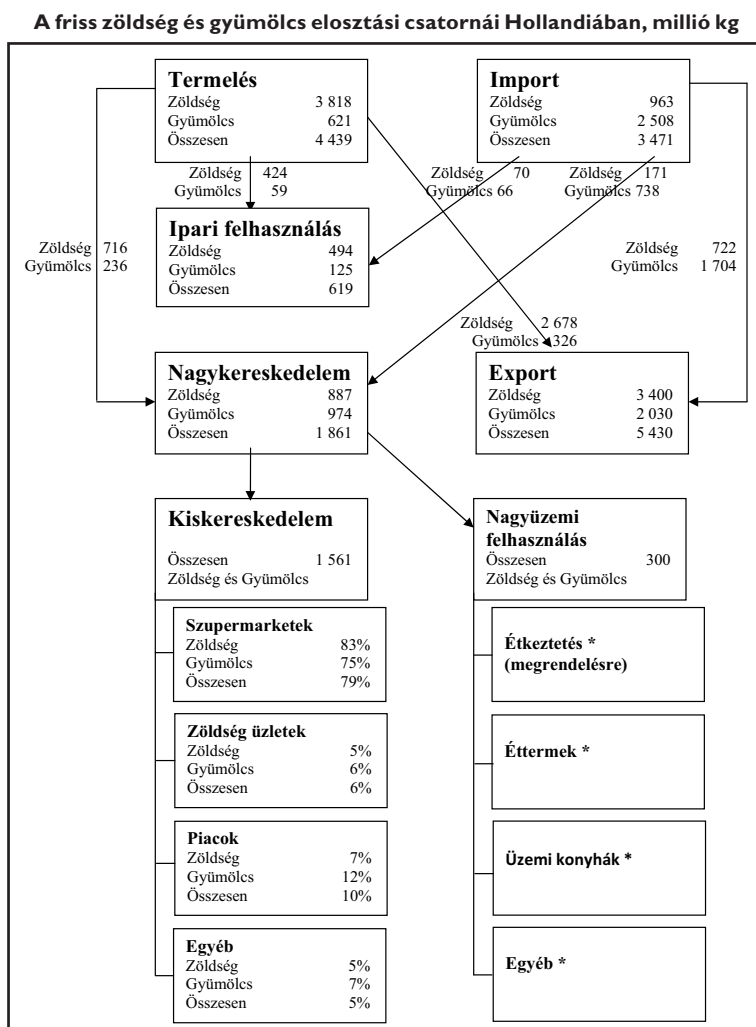 A friss zöldség és gyümölcs elosztási csatornái Hollandiában, millió kg
Termelés
Zöldség 3 818
Gyümölcs 621
Összesen 4 439
Import
Zöldség 963
Gyümölcs 2 508
Összesen 3 471
Zöldség 424
Gyümölcs 59
Zöldség 70
Gyümölcs 66
Zöldség 171
Gyümölcs 738
Ipari felhasználás
Zöldség 494
Gyümölcs 125
Összesen 619
Zöldség 716
Gyümölcs 236
Zöldség 722
Gyümölcs 1 704
Zöldség 2 678
Gyümölcs 326
Nagykereskedelem
Zöldség 887
Gyümölcs 974
Összesen 1 861
Export
Zöldség 3 400
Gyümölcs 2 030
Összesen 5 430
Kiskereskedelem
Összesen 1 561
Zöldség és Gyümölcs
Nagyüzemi
felhasználás
Összesen 300
Zöldség és Gyümölcs
Szupermarketek
Zöldség 83%
Gyümölcs 75%
Összesen 79%
Étkeztetés *
(megrendelésre)
Zöldség üzletek
Zöldség 5%
Gyümölcs 6%
Összesen 6%
Éttermek *
Piacok
Zöldség 7%
Gyümölcs 12%
Összesen 10%
Üzemi konyhák *
Egyéb
Zöldség 5%
Gyümölcs 7%
Összesen 5%
Egyéb *